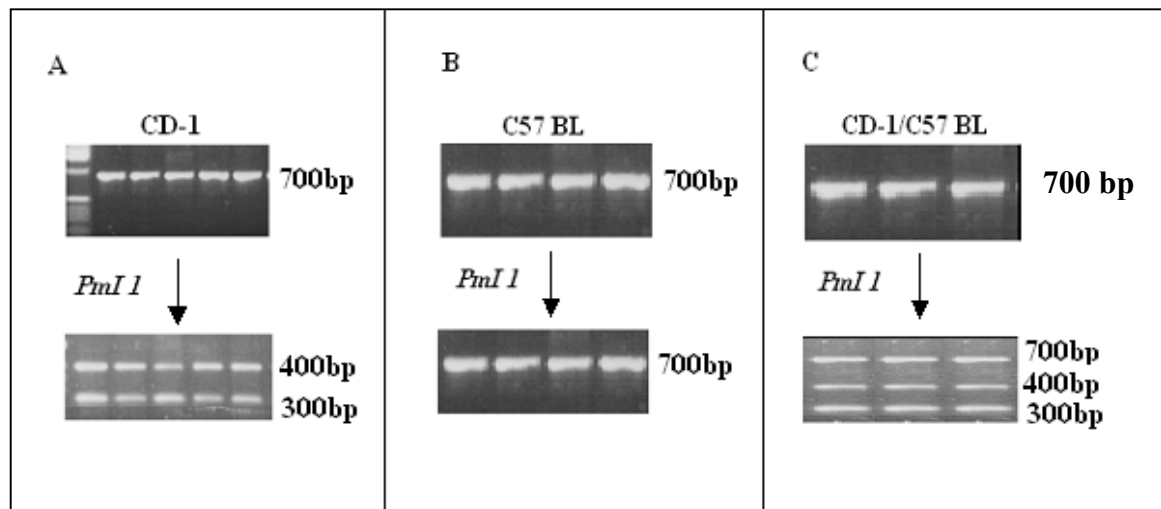 A
CD-1
700bp
PmI 1
400bp
300bp
B
C57 BL
700bp
PmI 1
700bp
C
CD-1/C57 BL
700 bp
PmI 1
700bp
400bp
300bp